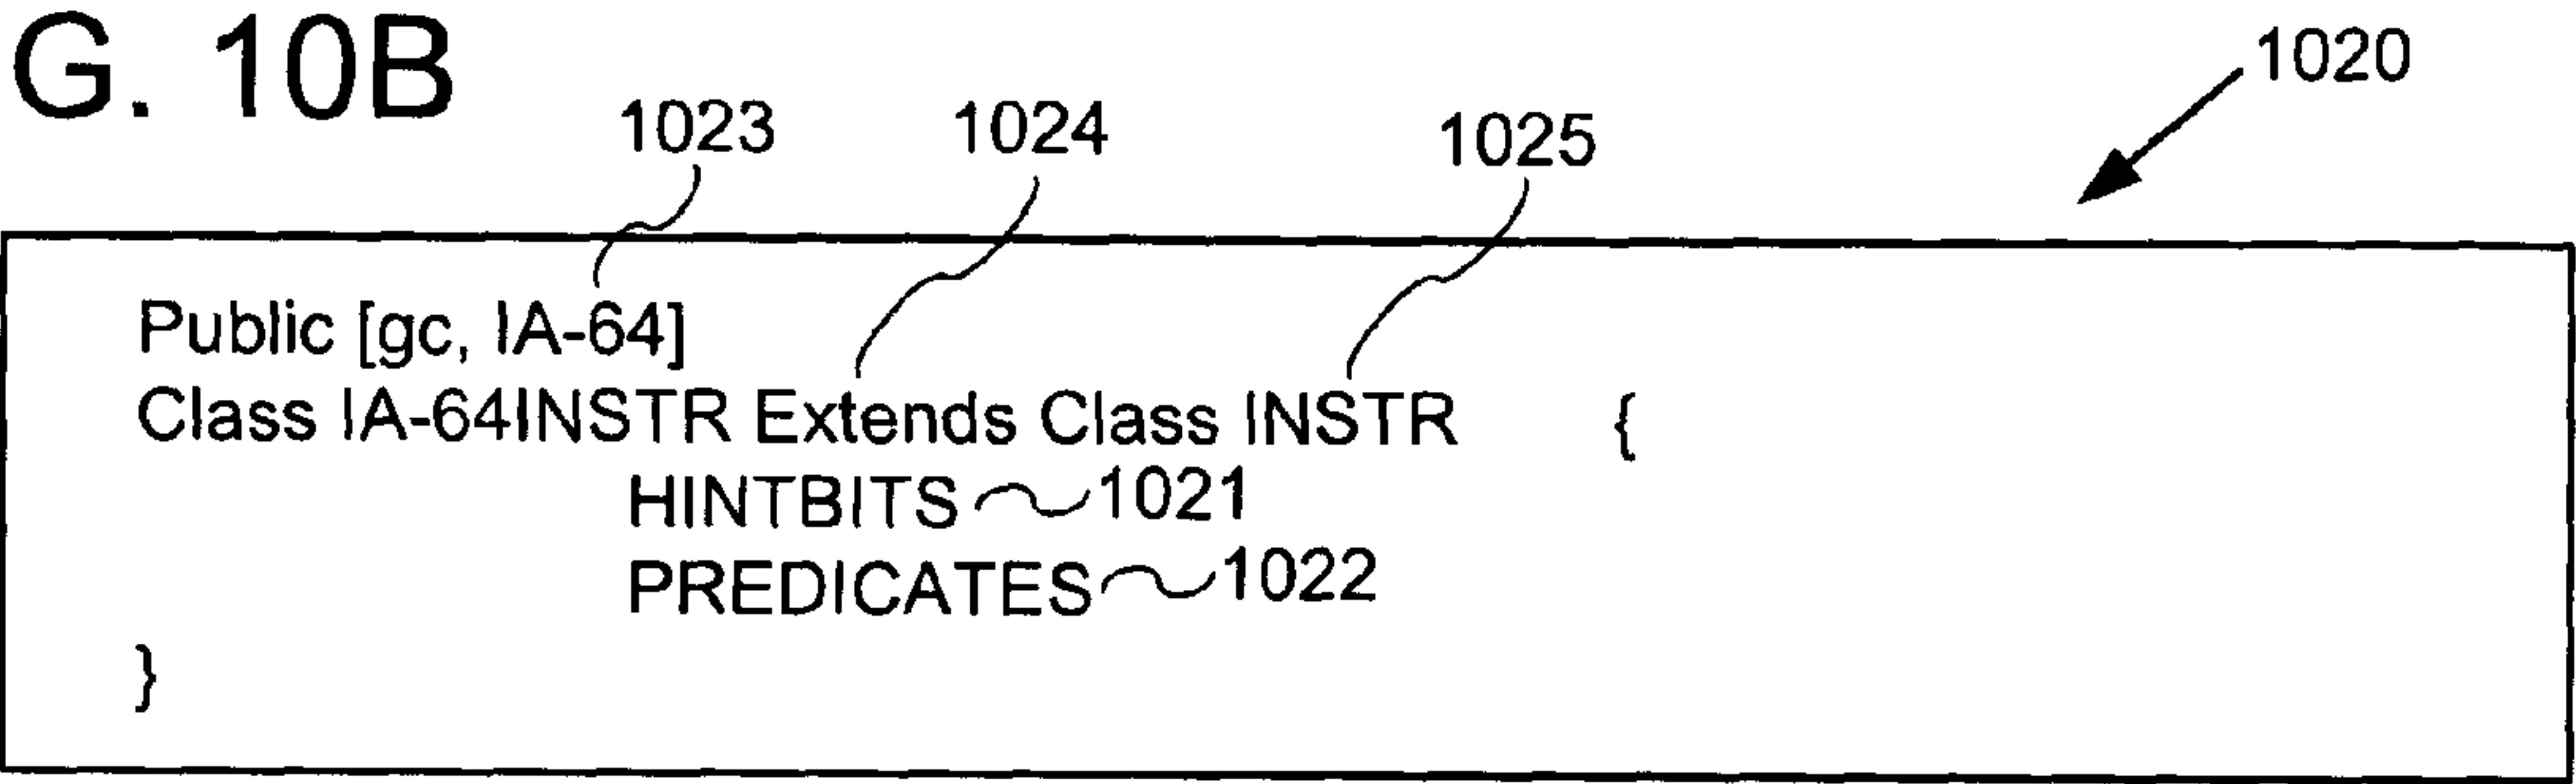 G. 10B
1020
1023 1024 1025
Public [gc, IA-64]
Class IA-64INSTR Extends Class INSTR {
HINTBITS 1021
PREDICATES 1022
}